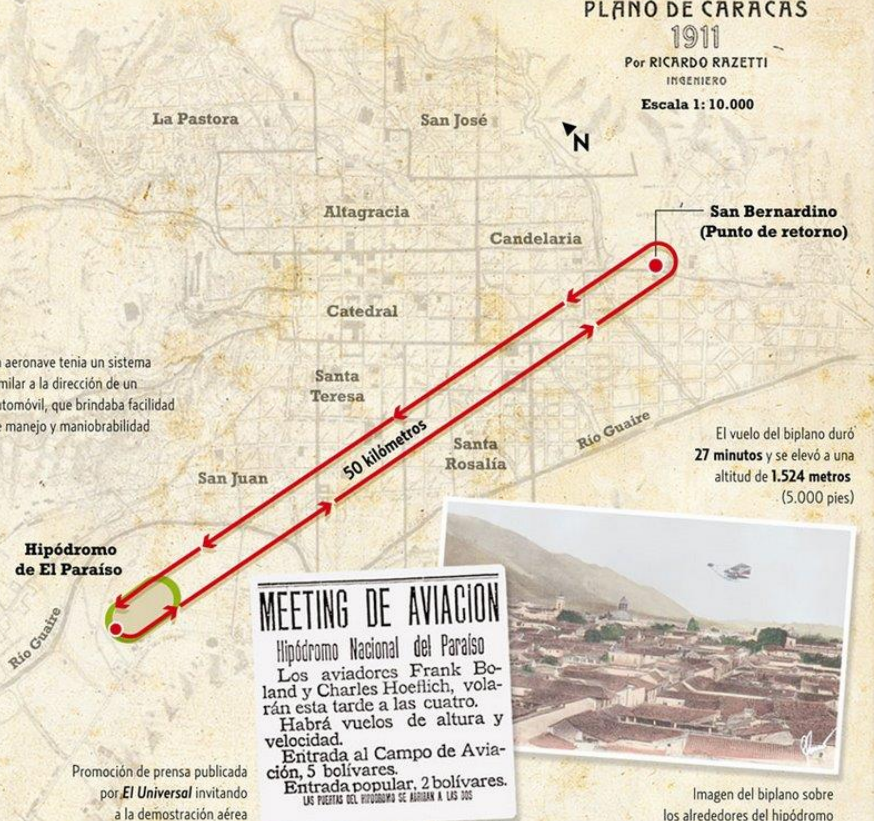 PLANO DE CARACAS
1911
Por RICARDO RAZETTI
INGENIERO
Escala 1: 10.000
N
La Pastora
San José
Altagracia
San Bernardino
(Punto de retorno)
Candelaria
Catedral
aeronave tenia un sistema
milar a la dirección de un
tomóvil, que brindaba facilidad
manejo y maniobrabilidad
Santa
Teresa
50 kilómetros
Santa
Rosalía
Río Guaire
San Juan
El vuelo del biplano duró
27 minutos y se elevó a una
altitud de 1.524 metros
(5.000 pies)
Hipódromo
de El Paraíso
Río Guaire
MEETING DE AVIACION
Hipódromo Nacional del Paraíso
Los aviadores Frank Bo-
land y Charles Hoeflich, vola-
rán esta tarde a las cuatro.
Habrá vuelos de altura y
velocidad.
Entrada al Campo de Avia-
ción, 5 bolívares.
Entrada popular, 2 bolívares.
LAS PUERTAS DEL HIPODROMO SE ABRIRAN A LAS DOS
Promoción de prensa publicada
por El Universal invitando
a la demostración aérea
Imagen del biplano sobre
los alrededores del hipódromo